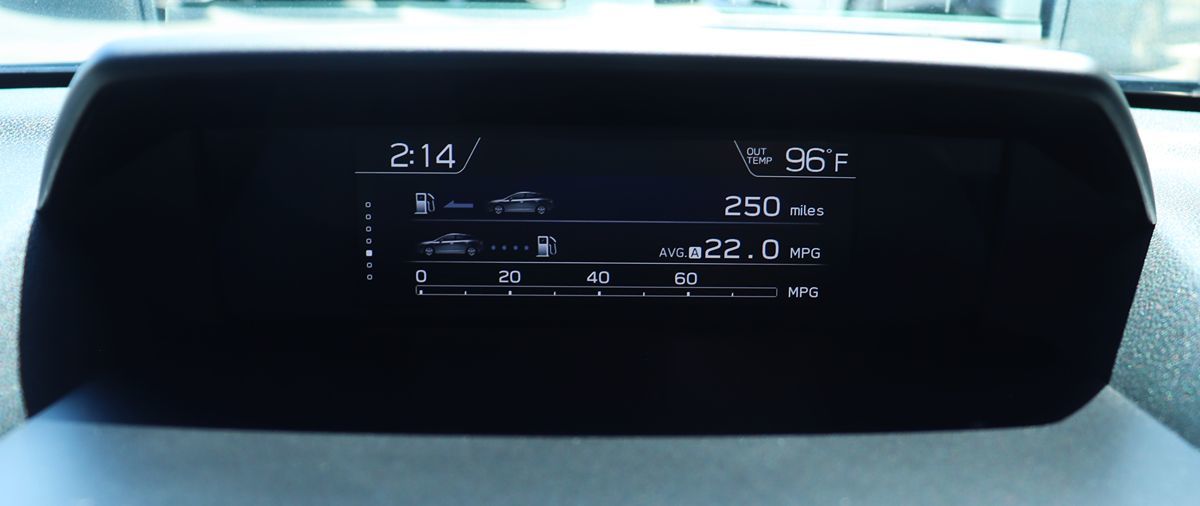 2:14
OUT TEMP 96°F
250 miles
AVG. A 22.0 MPG
0 20 40 60
MPG